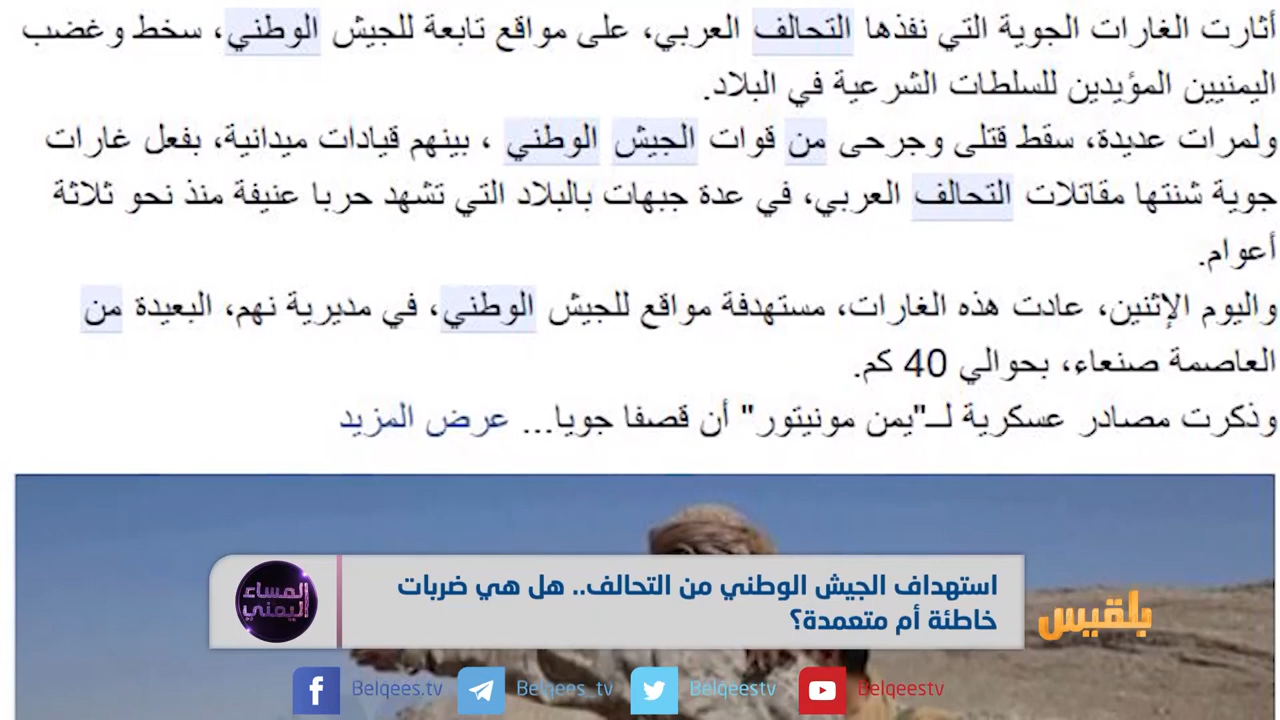 أثارت الغارات الجوية التي نفذها التحالف العربي، على مواقع تابعة للجيش الوطني، سخط وغضب
اليمنيين المؤيدين للسلطات الشرعية في البلاد.
ولمرات عديدة، سقط قتلى وجرحى من قوات الجيش الوطني ، بينهم قيادات ميدانية، بفعل غارات
جوية شنتها مقاتلات التحالف العربي، في عدة جبهات بالبلاد التي تشهد حربا عنيفة منذ نحو ثلاثة
أعوام.
واليوم الإثنين، عادت هذه الغارات، مستهدفة مواقع للجيش الوطني، في مديرية نهم، البعيدة من
العاصمة صنعاء، بحوالي 40 كم.
وذكرت مصادر عسكرية لــ"يمن مونيتور" أن قصفا جويا... عرض المزيد
استهداف الجيش الوطني من التحالف.. هل هي ضربات
خاطئة أم متعمدة؟
المساء
اليمني
بلقيس
Belqees.tv
Belqees_tv
Belqeestv
Belqeestv